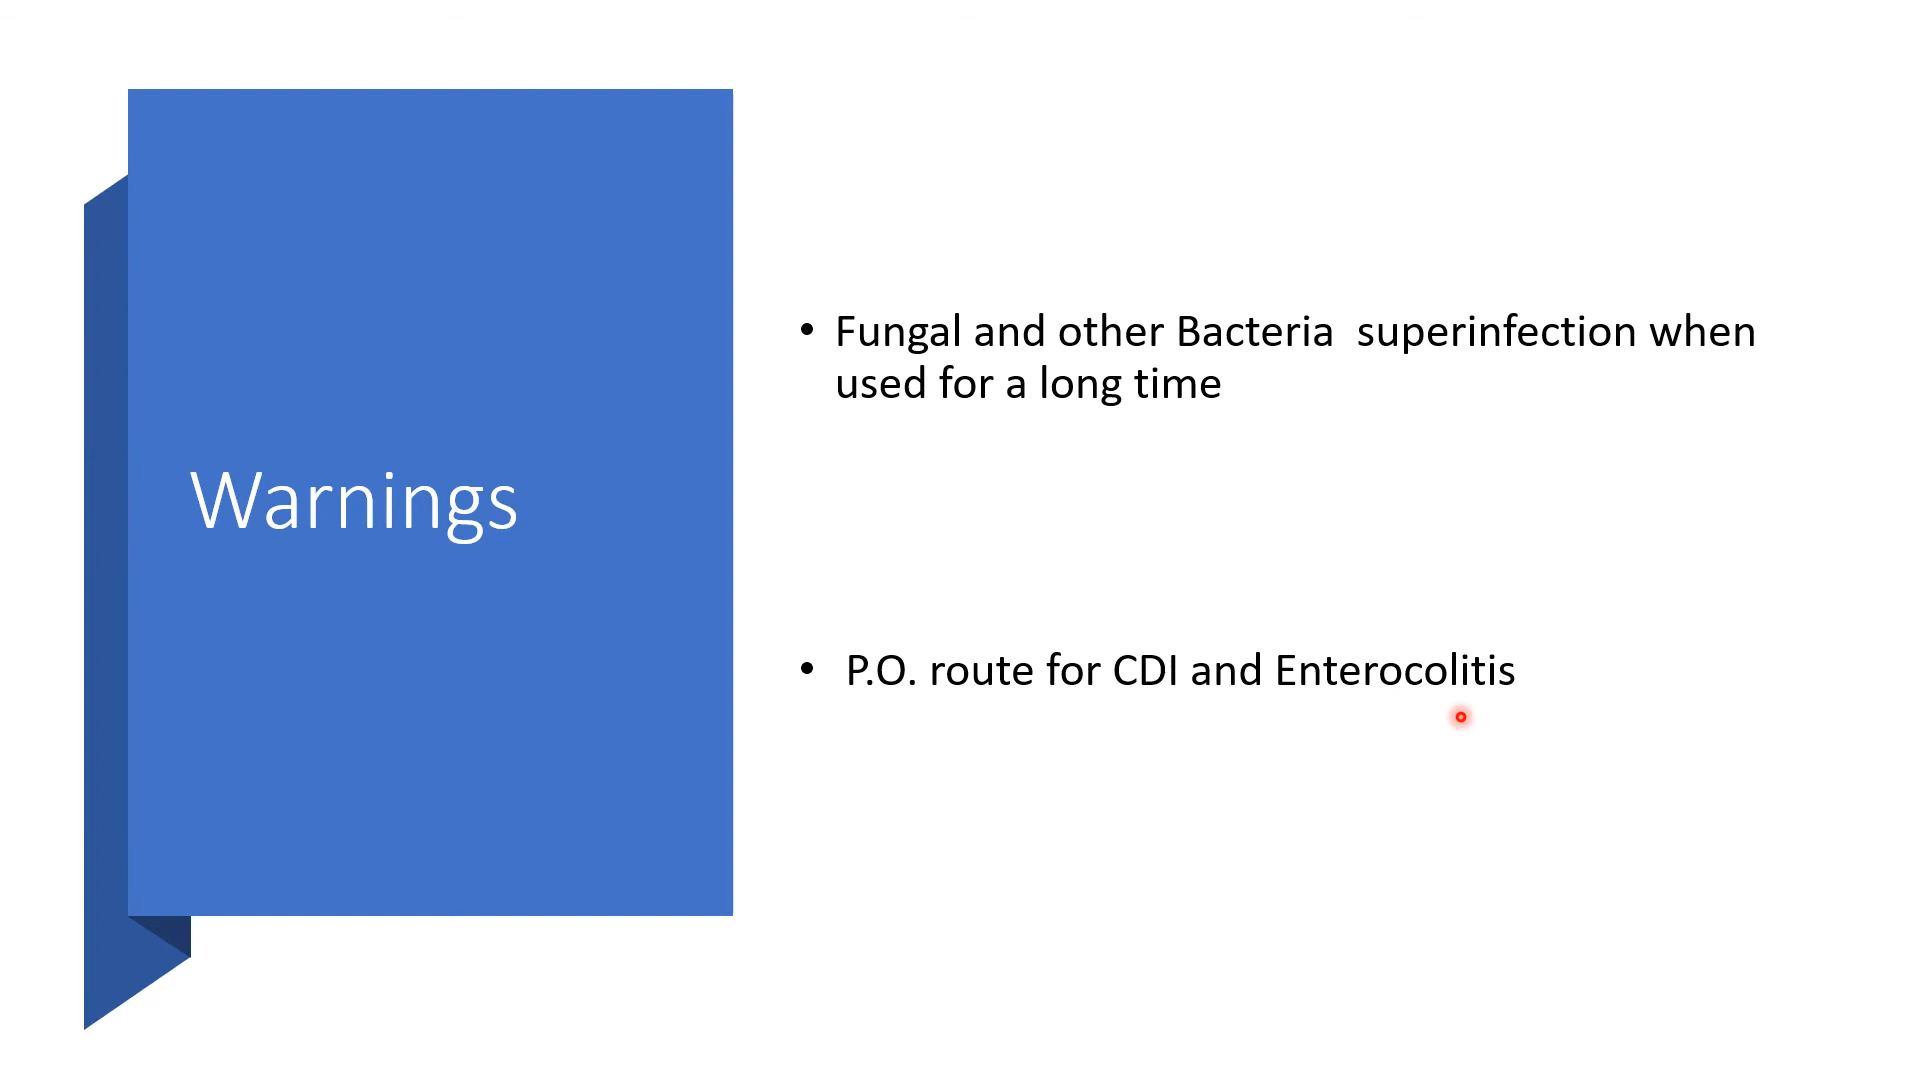 Warnings
• Fungal and other Bacteria  superinfection when
used for a long time
• P.O. route for CDI and Enterocolitis